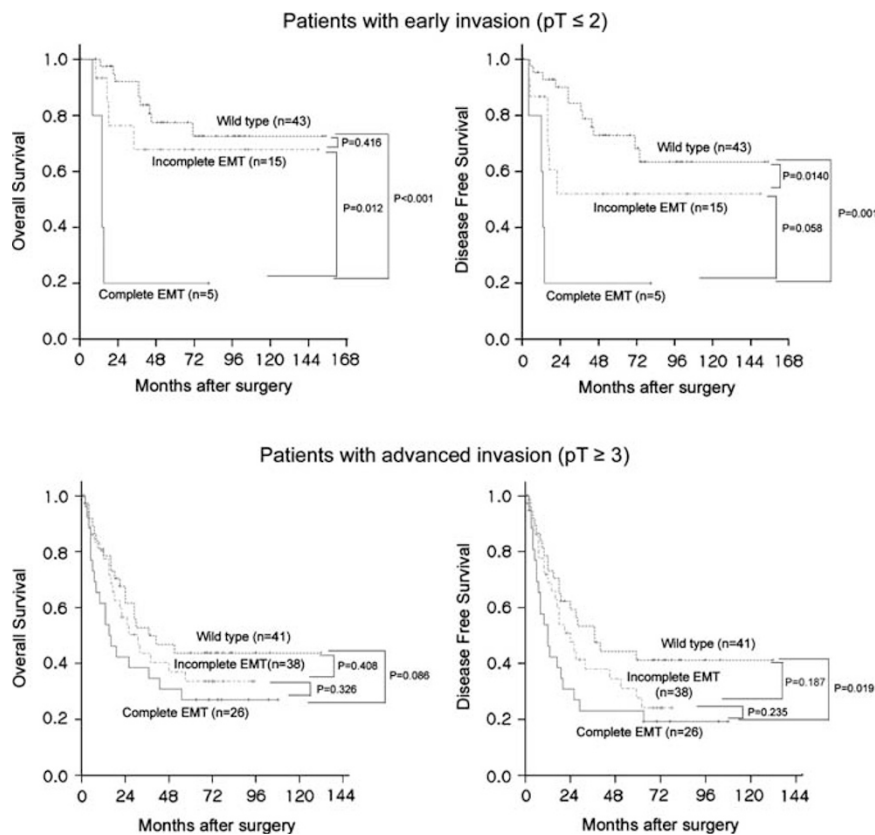 Patients with early invasion (pT ≤ 2)
Overall Survival
1.0
0.8
0.6
0.4
0.2
0.0
Wild type (n=43)
P=0.416
Incomplete EMT (n=15)
P<0.001
P=0.012
Complete EMT (n=5)
0 24 48 72 96 120 144 168
Months after surgery
Disease Free Survival
1.0
0.8
0.6
0.4
0.2
0.0
Wild type (n=43)
P=0.0140
Incomplete EMT (n=15)
P=0.001
P=0.058
Complete EMT (n=5)
0 24 48 72 96 120 144 168
Months after surgery
Patients with advanced invasion (pT ≥ 3)
Overall Survival
1.0
0.8
0.6
0.4
0.2
0.0
Wild type (n=41)
Incomplete EMT(n=38)
P=0.408
P=0.086
P=0.326
Complete EMT (n=26)
0 24 48 72 96 120 144
Months after surgery
Disease Free Survival
1.0
0.8
0.6
0.4
0.2
0.0
Wild type (n=41)
Incomplete EMT
(n=38)
P=0.187
P=0.019
P=0.235
Complete EMT (n=26)
0 24 48 72 96 120 144
Months after surgery